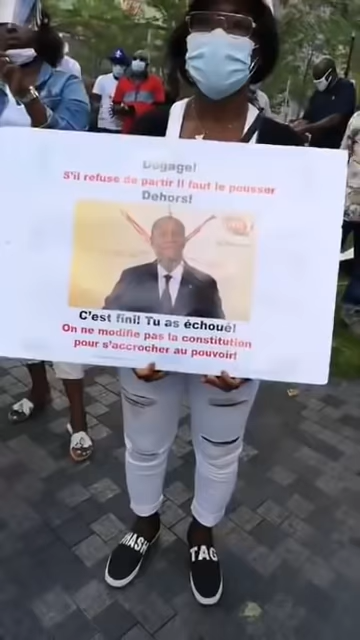 Dégage!
S'il refuse de partir Il faut le pousser
Dehors!
C'est fini! Tu as échoué!
On ne modifie pas la constitution
pour s'accrocher au pouvoir!
HASH
TAG